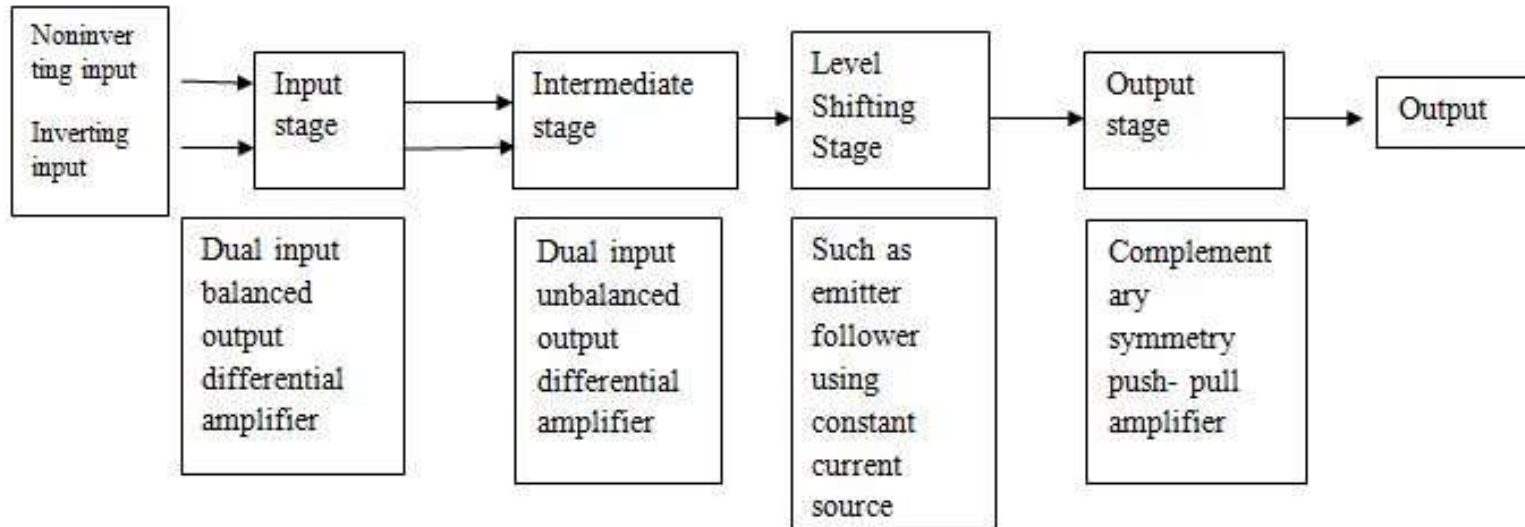 Noninver
ting input
Inverting
input
Input
stage
Intermediate
stage
Level
Shifting
Stage
Output
stage
Output
Dual input
balanced
output
differential
amplifier
Dual input
unbalanced
output
differential
amplifier
Such as
emitter
follower
using
constant
current
source
Complement
ary
symmetry
push- pull
amplifier